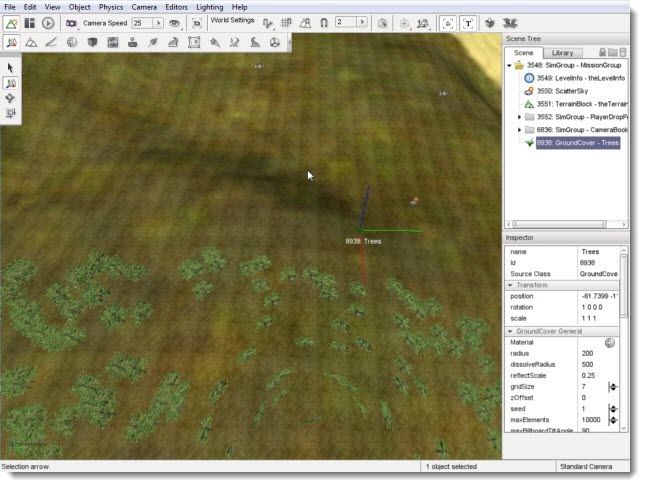 File Edit View Object Physics Camera Editors Lighting Help
Camera Speed 25 World Settings 2
Scene Tree
Scene Library
3548: SimGroup - MissionGroup
3549: LevelInfo - theLevelInfo
3550: ScatterSky
3551: TerrainBlock - theTerrain
3552: SimGroup - PlayerDropP
6836: SimGroup - CameraBook
8938: GroundCover - Trees
8938: Trees
Inspector
name Trees
Id 8938
Source Class GroundCove
Transform
position -61.7399 -1
rotation 1 0 0 0
scale 1 1 1
GroundCover General
Material
radius 200
dissolveRadius 500
reflectScale 0.25
gridSize 7
zOffset 0
seed 1
maxElements 10000
maxBillboardTiltAngle 90
Selection arrow.
1 object selected
Standard Camera